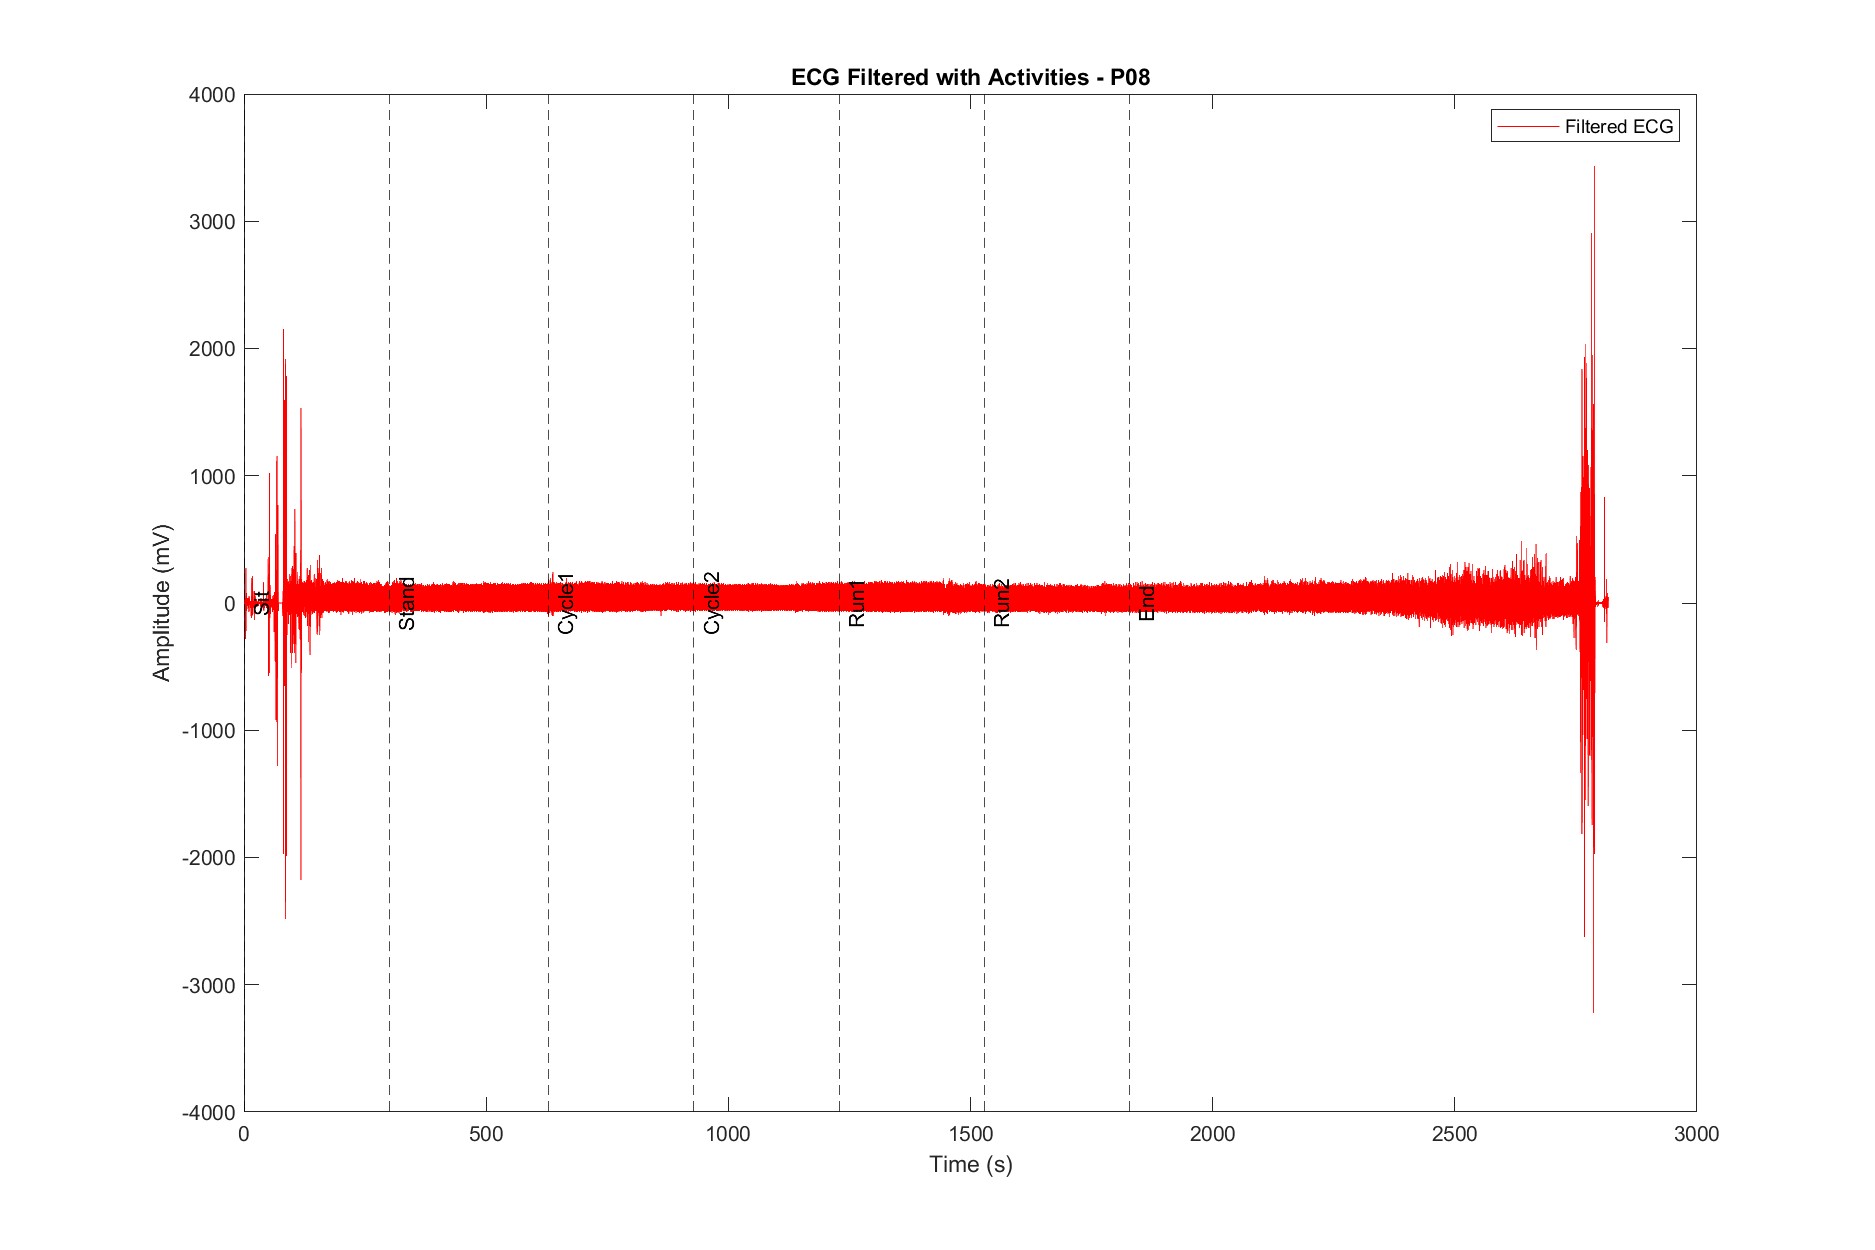 ECG Filtered with Activities - P08
Filtered ECG
4000
3000
2000
1000
0
-1000
-2000
-3000
-4000
Amplitude (mV)
Sit
Stand
Cycle1
Cycle2
Run1
Run2
End
0 500 1000 1500 2000 2500 3000
Time (s)